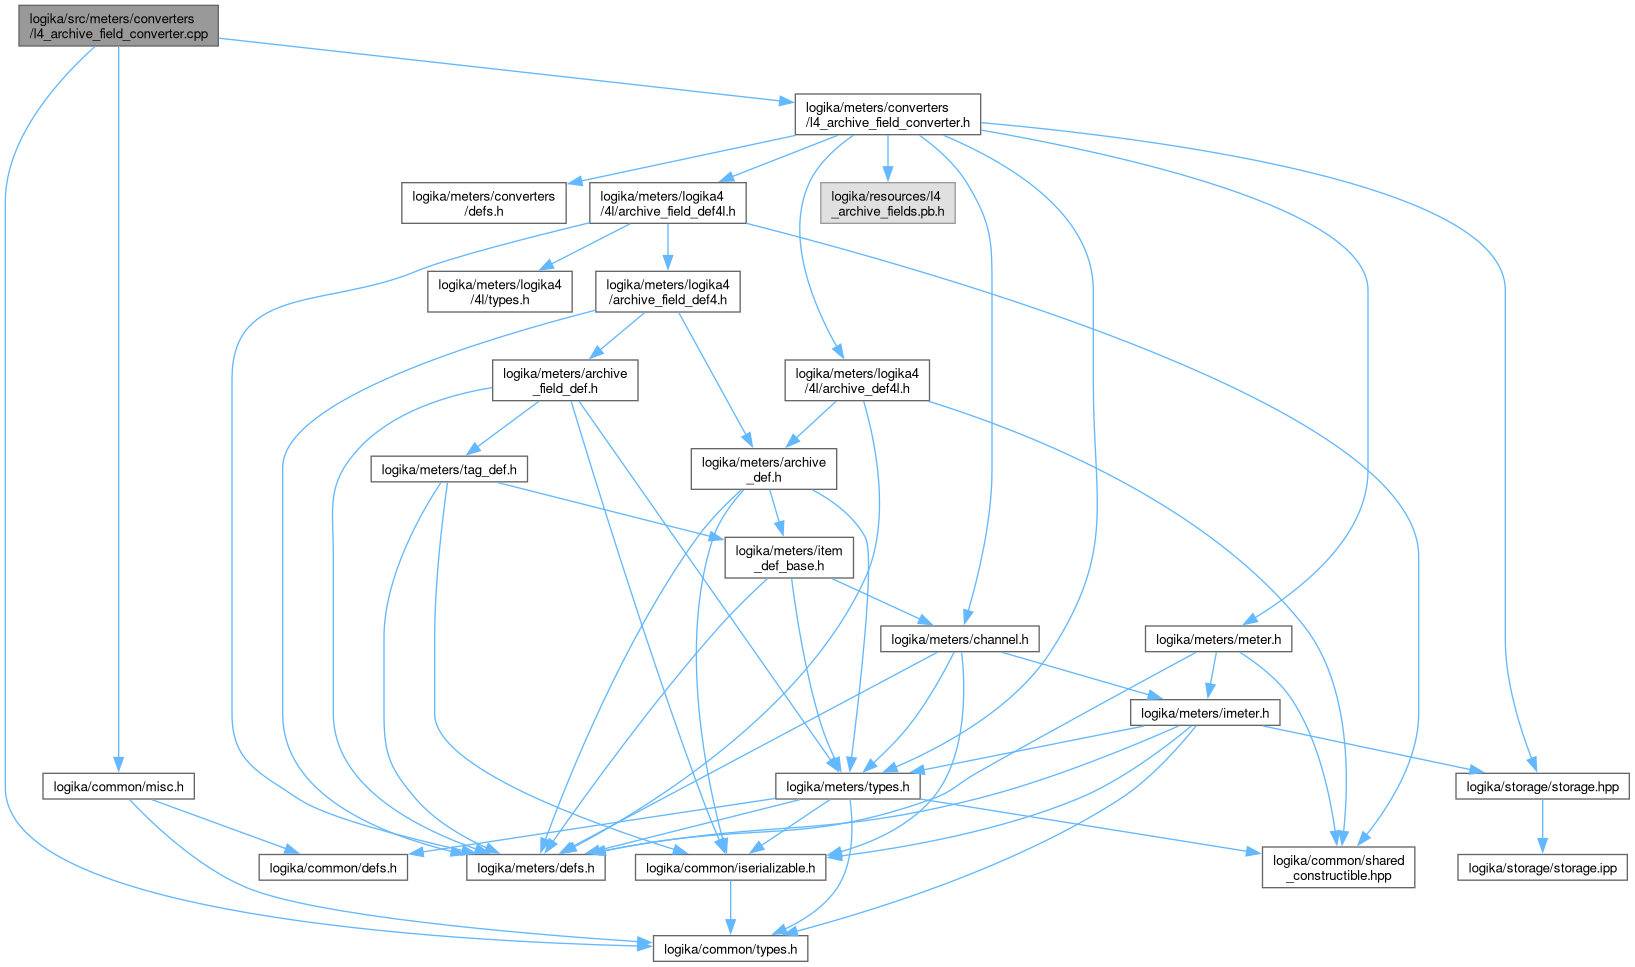 logika/src/meters/converters
/l4_archive_field_converter.cpp
logika/meters/converters
/l4_archive_field_converter.h
logika/meters/converters
/defs.h
logika/meters/logika4
/4l/archive_field_def4l.h
logika/resources/l4
_archive_fields.pb.h
logika/meters/logika4
/4l/types.h
logika/meters/logika4
/archive_field_def4.h
logika/meters/archive
_field_def.h
logika/meters/logika4
/4l/archive_def4l.h
logika/meters/tag_def.h
logika/meters/archive
_def.h
logika/meters/item
_def_base.h
logika/meters/channel.h
logika/meters/meter.h
logika/meters/imeter.h
logika/common/misc.h
logika/meters/types.h
logika/storage/storage.hpp
logika/common/defs.h
logika/meters/defs.h
logika/common/iserializable.h
logika/common/shared
_constructible.hpp
logika/storage/storage.ipp
logika/common/types.h